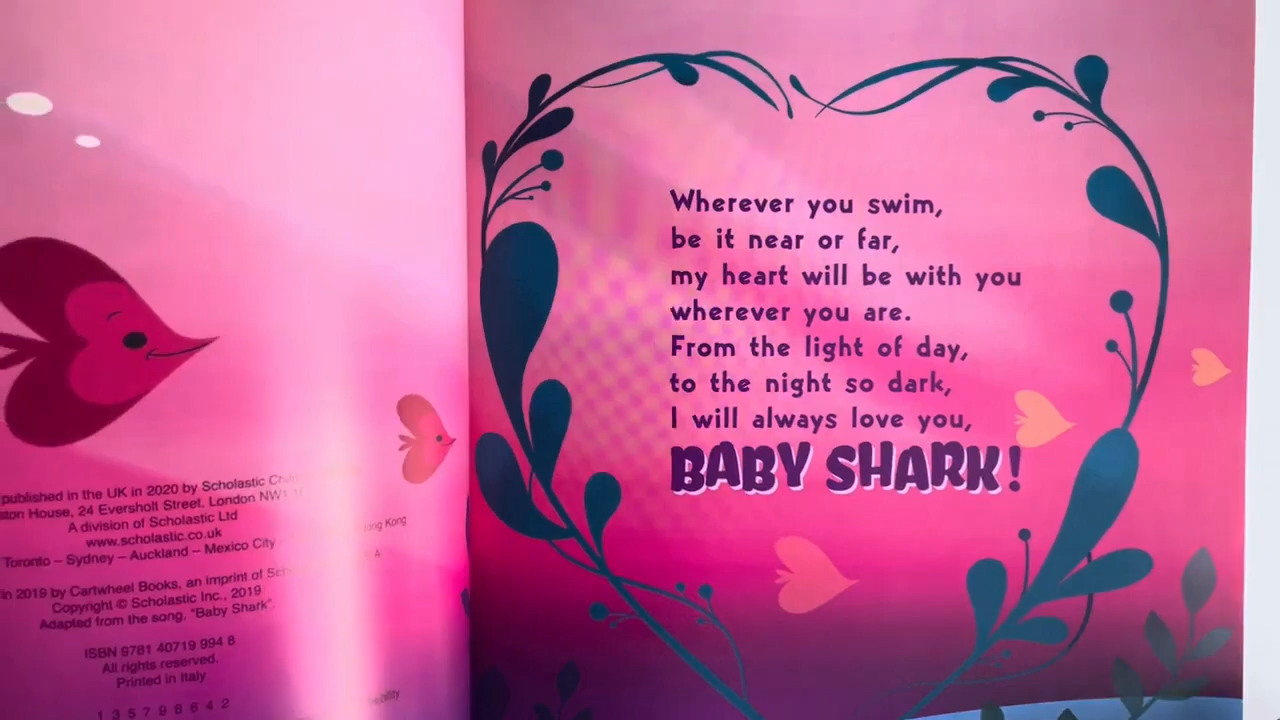 published in the UK in 2020 by Scholastic
House, 24 Eversholt Street, London NW1
A division of Scholastic Ltd
www.scholastic.co.uk
Toronto – Sydney – Auckland – Mexico City – Hong Kong
in 2019 by Cartwheel Books, an imprint of
Copyright © Scholastic Inc., 2019
Adapted from the song, "Baby Shark".
ISBN 9781 40719 994 8
All rights reserved.
Printed in Italy
1 3 5 7 9 8 6 4 2
Wherever you swim,
be it near or far,
my heart will be with you
wherever you are.
From the light of day,
to the night so dark,
I will always love you,
BABY SHARK!